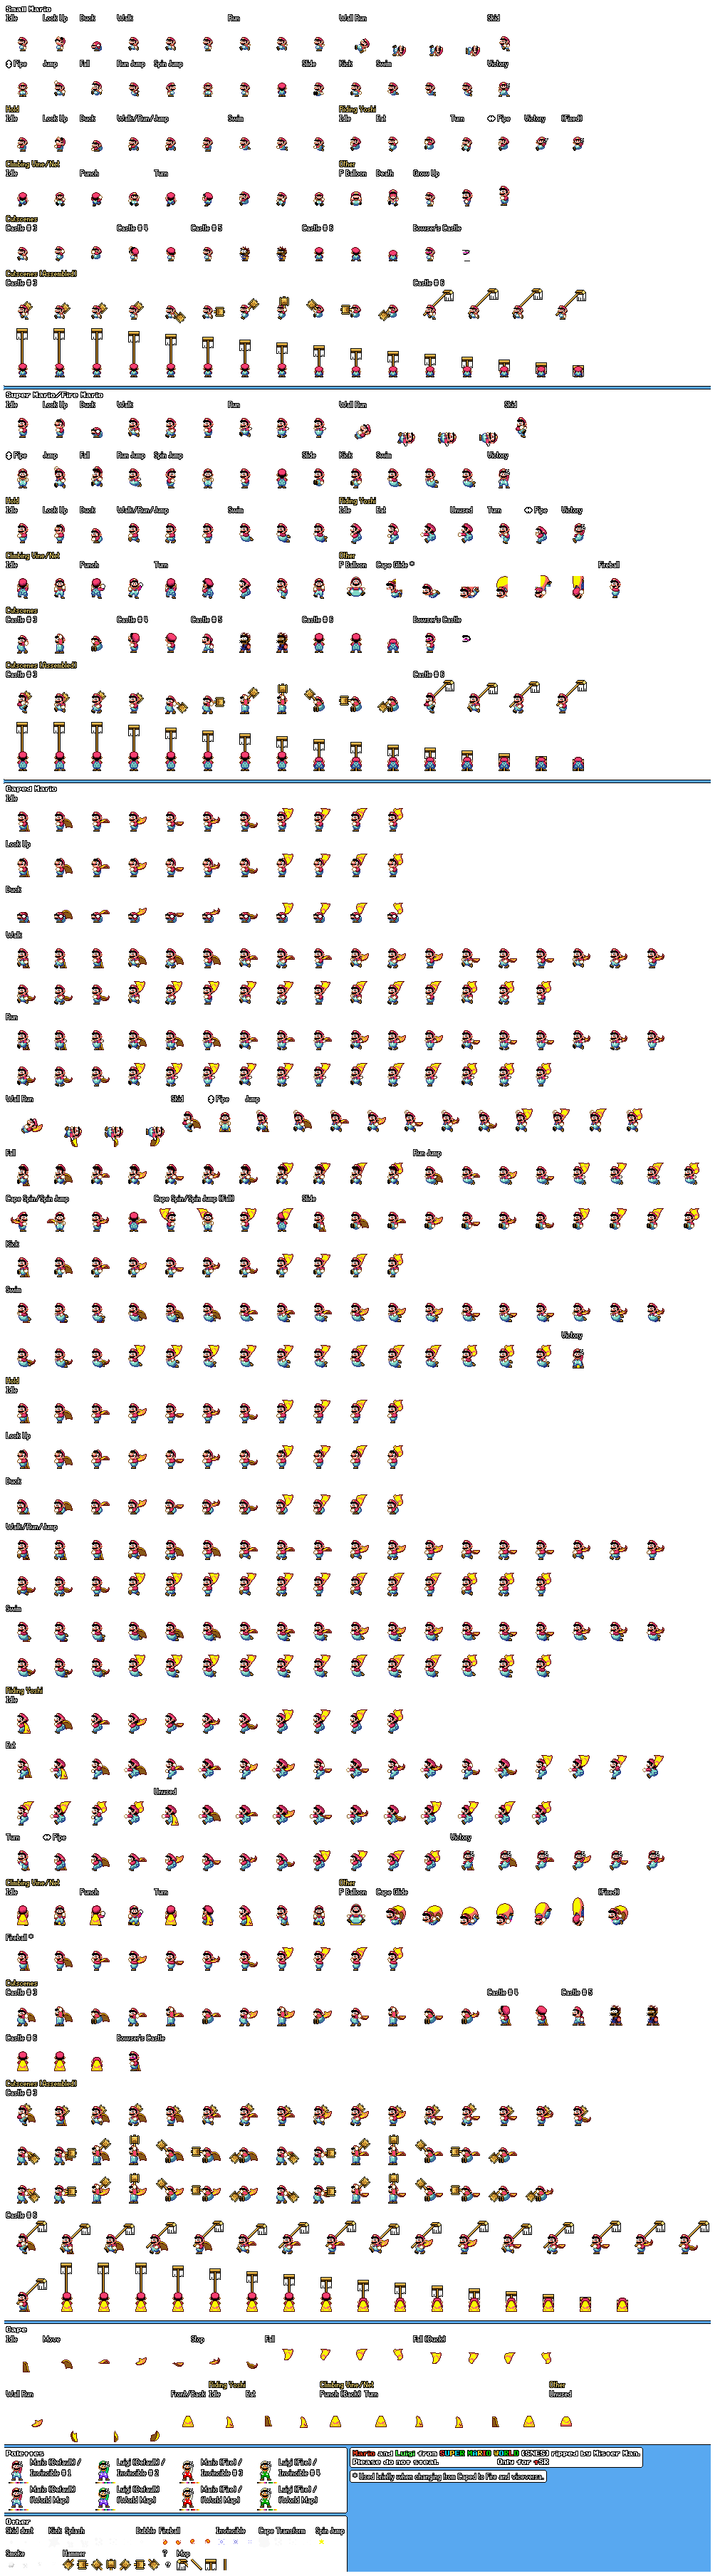 Small Mario
Idle Look Up Duck Walk Run Wall Run Skid
Pipe Jump Fall Run Jump Spin Jump Slide Kick Swim Victory
Hold Riding Yoshi
Idle Look Up Duck Walk/Run/Jump Swim Idle Eat Turn Pipe Victory (Fixed)
Climbing Vine/Net Other
Idle Punch Turn P Balloon Death Grow Up
Cutscenes
Castle # 3 Castle # 4 Castle # 5 Castle # 6 Bowser's Castle
Cutscenes (Assembled)
Castle # 3 Castle # 6
Super Mario/Fire Mario
Idle Look Up Duck Walk Run Wall Run Skid
Pipe Jump Fall Run Jump Spin Jump Slide Kick Swim Victory
Hold Riding Yoshi
Idle Look Up Duck Walk/Run/Jump Swim Idle Eat Unused Turn Pipe Victory
Climbing Vine/Net Other
Idle Punch Turn P Balloon Cape Glide * Fireball
Cutscenes
Castle # 3 Castle # 4 Castle # 5 Castle # 6 Bowser's Castle
Cutscenes (Assembled)
Castle # 3 Castle # 6
Caped Mario
Idle
Look Up
Duck
Walk
Run
Wall Run Skid Pipe Jump
Fall Run Jump
Cape Spin/Spin Jump Cape Spin/Spin Jump (Fall) Slide
Kick
Swim
Victory
Hold
Idle
Look Up
Duck
Walk/Run/Jump
Swim
Riding Yoshi
Idle
Eat
Unused
Turn Pipe Victory
Climbing Vine/Net Other
Idle Punch Turn P Balloon Cape Glide (Fixed)
Fireball *
Cutscenes
Castle # 3 Castle # 4 Castle # 5
Castle # 6 Bowser's Castle
Cutscenes (Assembled)
Castle # 3
Castle # 6
Cape
Idle Move Stop Fall Fall (Duck)
Riding Yoshi Climbing Vine/Net Other
Wall Run Front/Back Idle Eat Punch (Back) Turn Unused
Palettes
Mario (Default) / Invincible # 1 Luigi (Default) / Invincible # 2 Mario (Fire) / Invincible # 3 Luigi (Fire) / Invincible # 4
Mario (Default) (World Map) Luigi (Default) (World Map) Mario (Fire) (World Map) Luigi (Fire) (World Map)
Mario and Luigi from SUPER MARIO WORLD (SNES) ripped by Mister Man.
Please do not steal. Only for tSR
* Used briefly when changing from Caped to Fire and viceversa.
Other
Skid dust Kick Splash Bubble Fireball Invincible Cape Transform Spin Jump
Smoke Hammer ? Mop